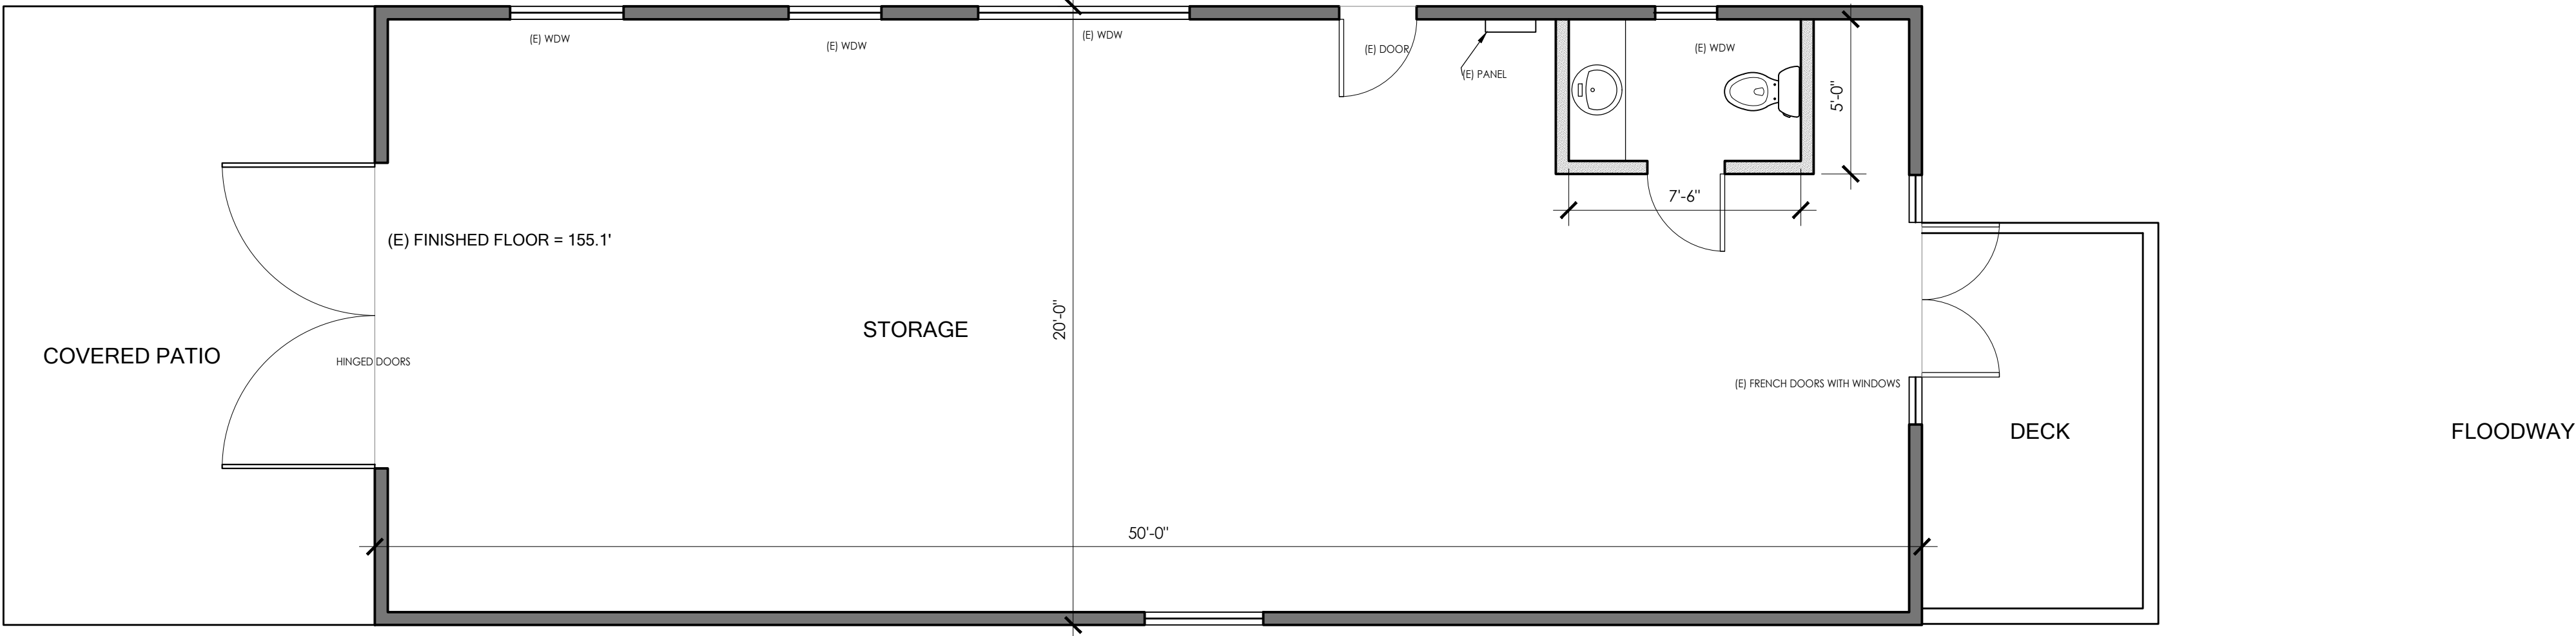 (E) WDW
(E) WDW
(E) WDW
(E) DOOR
(E) PANEL
(E) WDW
5'-0"
7'-6"
(E) FINISHED FLOOR = 155.1'
STORAGE
20'-0"
COVERED PATIO
HINGED DOORS
(E) FRENCH DOORS WITH WINDOWS
DECK
FLOODWAY
50'-0"